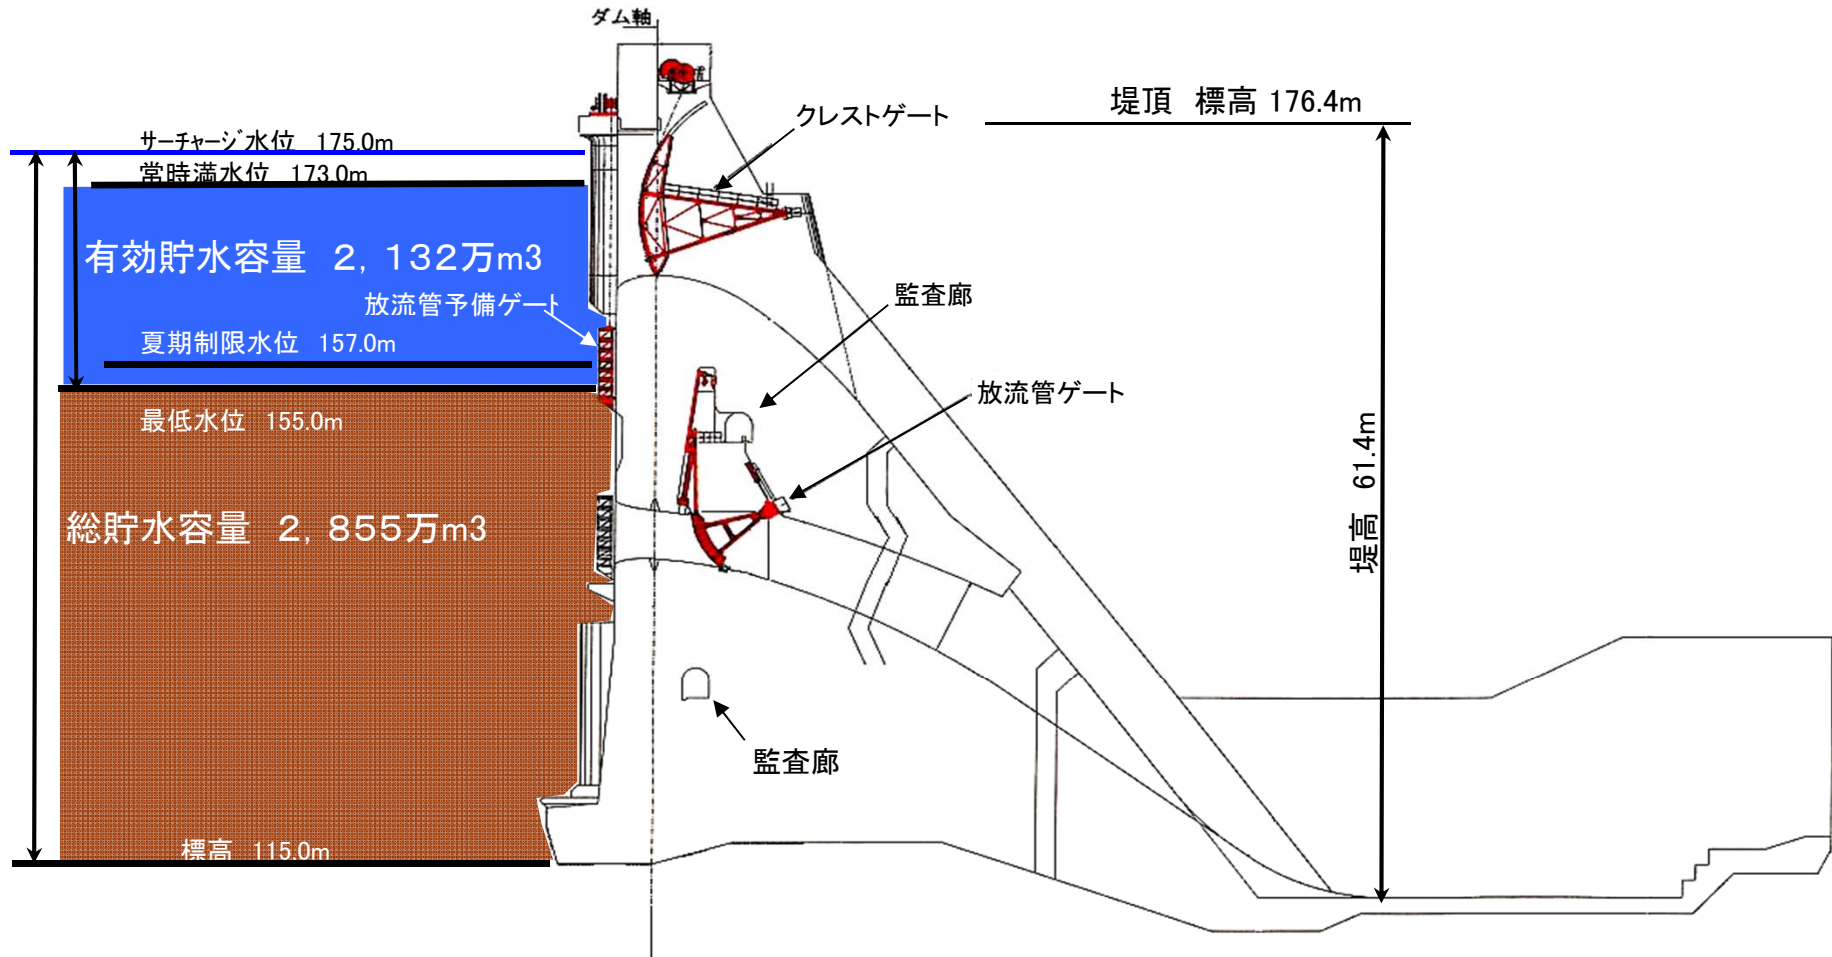 ダム軸
堤頂 標高 176.4m
クレストゲート
サーチャージ水位 175.0m
常時満水位 173.0m
有効貯水容量 2,132万m3
放流管予備ゲート
監査廊
夏期制限水位 157.0m
放流管ゲート
最低水位 155.0m
堤高 61.4m
総貯水容量 2,855万m3
監査廊
標高 115.0m